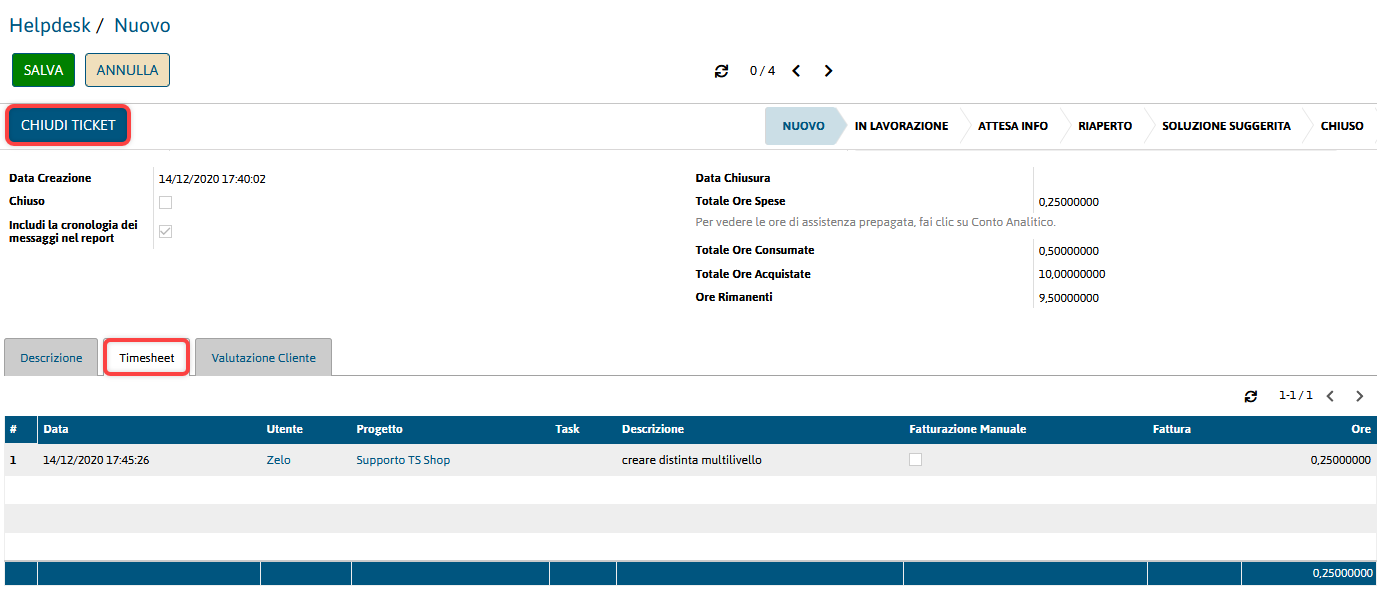 Helpdesk / Nuovo
SALVA ANNULLA 0 / 4
CHIUDI TICKET NUOVO IN LAVORAZIONE ATTESA INFO RIAPERTO SOLUZIONE SUGGERITA CHIUSO
Data Creazione 14/12/2020 17:40:02 Data Chiusura
Chiuso Totale Ore Spese 0,25000000
Includi la cronologia dei
messaggi nel report
Per vedere le ore di assistenza prepagata, fai clic su Conto Analitico.
Totale Ore Consumate 0,50000000
Totale Ore Acquistate 10,00000000
Ore Rimanenti 9,50000000
Descrizione Timesheet Valutazione Cliente
1-1 / 1
# Data Utente Progetto Task Descrizione Fatturazione Manuale Fattura Ore
1 14/12/2020 17:45:26 Zelo Supporto TS Shop creare distinta multilivello 0,25000000
0,25000000